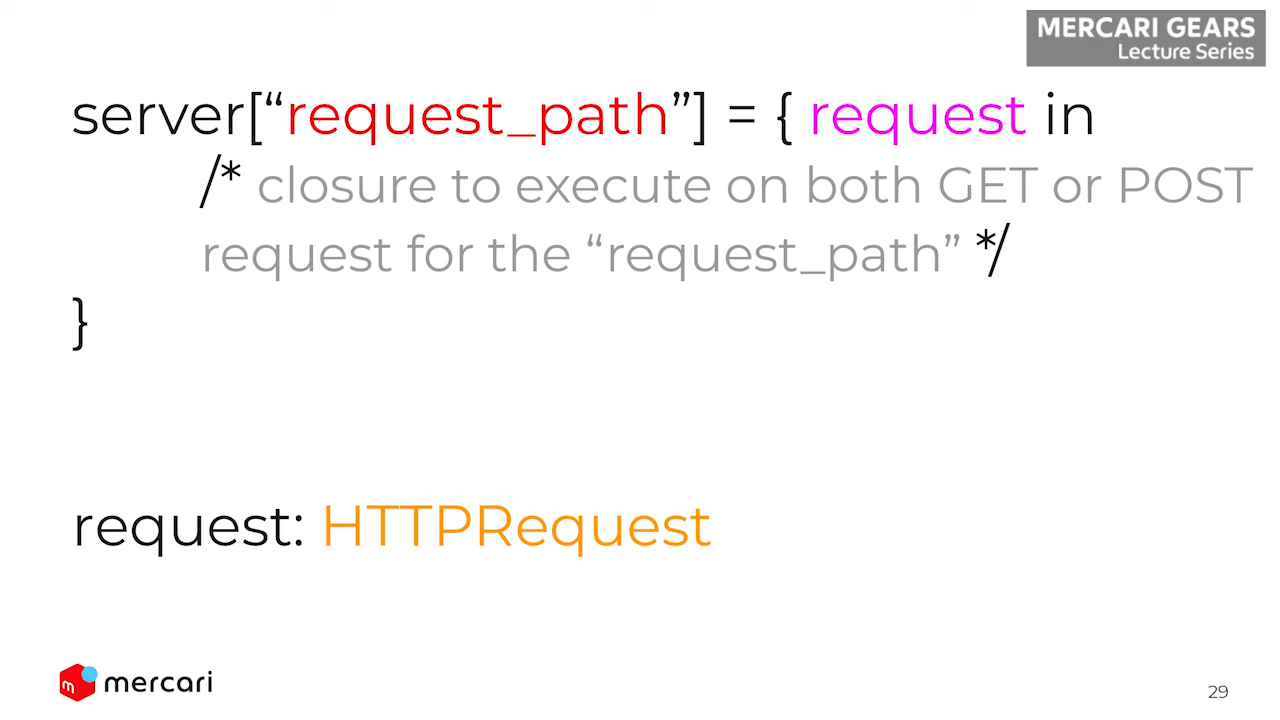 MERCARI GEARS
Lecture Series
server[“request_path”] = { request in
/* closure to execute on both GET or POST
request for the “request_path” */
}
request: HTTPRequest
m mercari
29